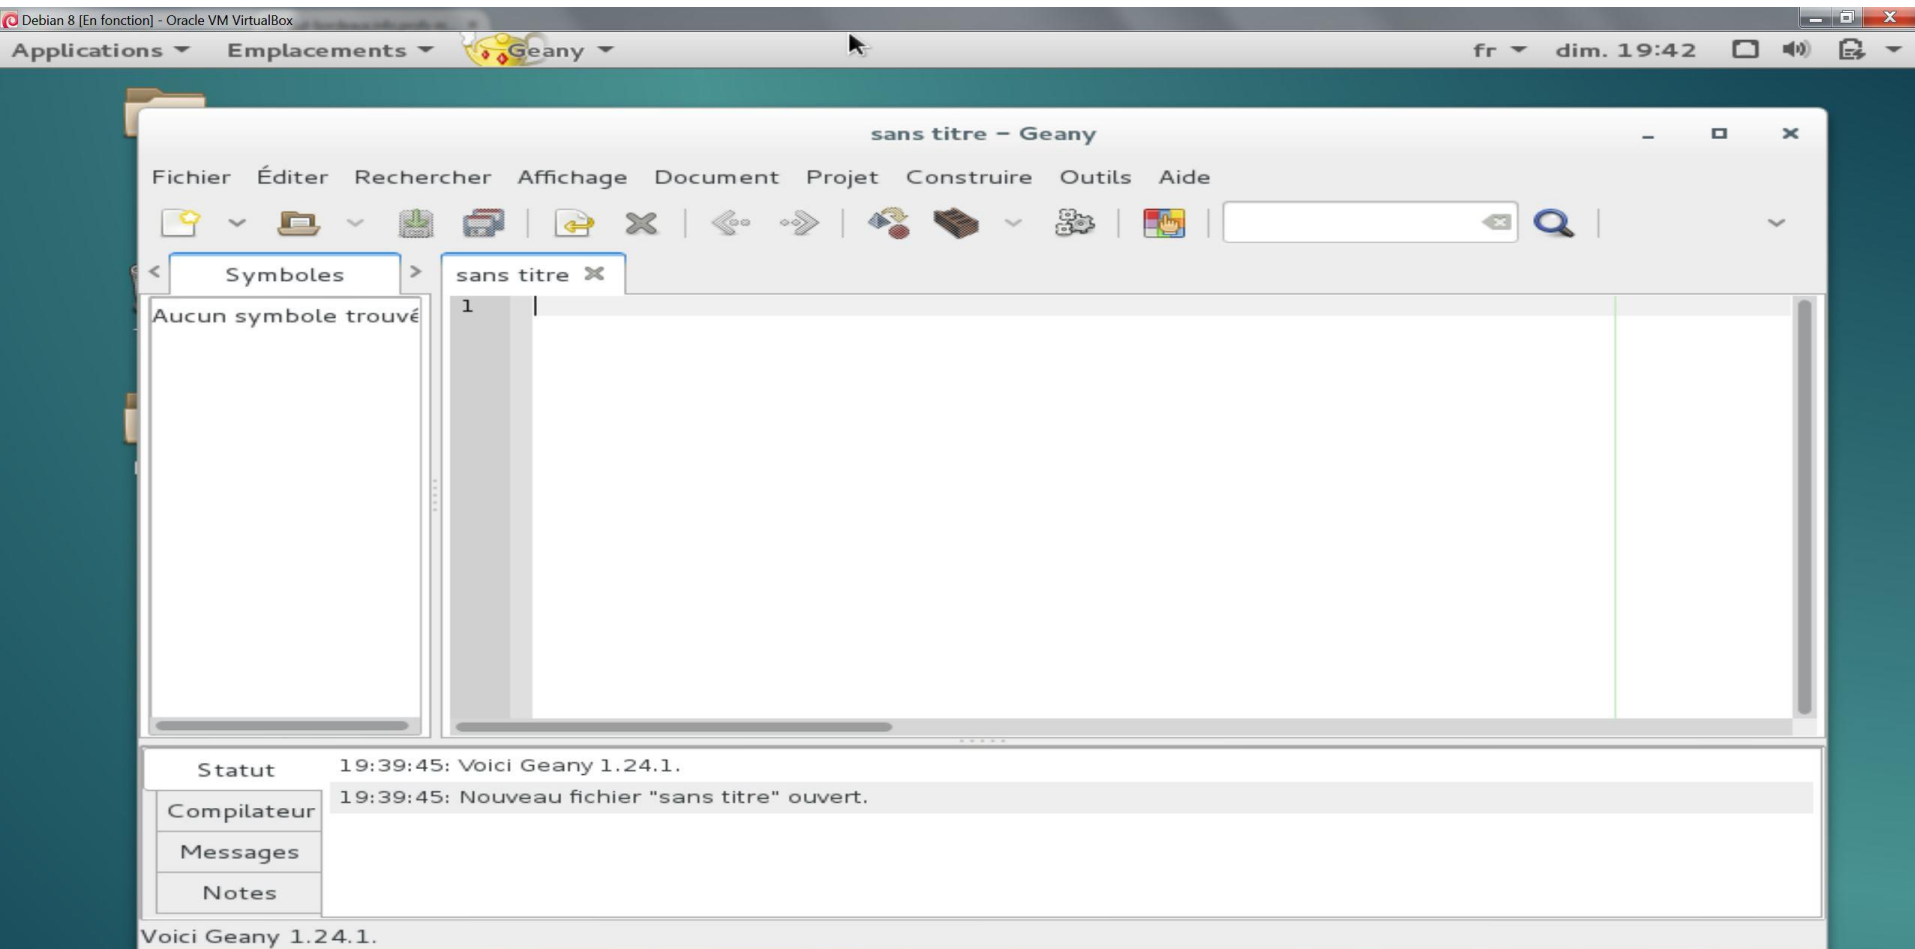 Debian 8 [En fonction] - Oracle VM VirtualBox
Applications Emplacements Geany fr dim. 19:42
sans titre – Geany
Fichier Éditer Rechercher Affichage Document Projet Construire Outils Aide
Symboles sans titre
Aucun symbole trouvé
1
Statut
19:39:45: Voici Geany 1.24.1.
19:39:45: Nouveau fichier "sans titre" ouvert.
Compilateur
Messages
Notes
Voici Geany 1.24.1.